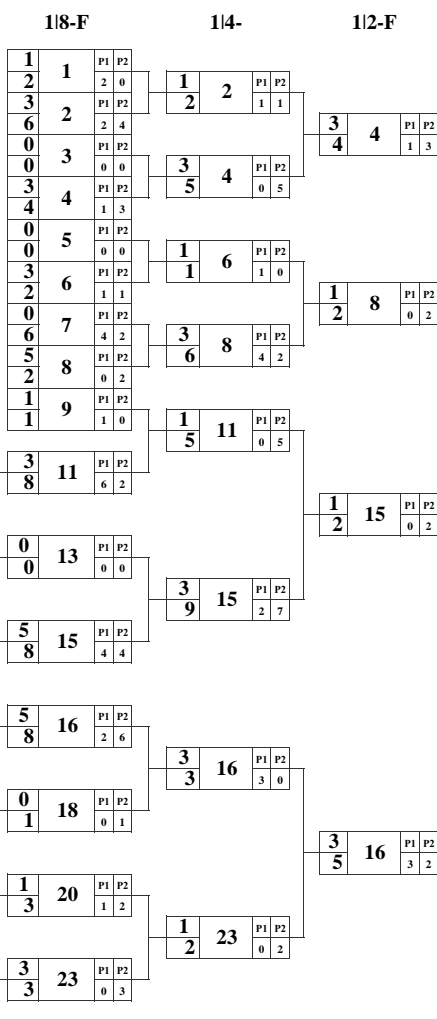 1|8-F 1|4- 1|2-F
1 2 1 P1 P2 2 0
3 6 2 P1 P2 2 4
0 0 3 P1 P2 0 0
3 4 4 P1 P2 1 3
0 0 5 P1 P2 0 0
3 2 6 P1 P2 1 1
0 6 7 P1 P2 4 2
5 2 8 P1 P2 0 2
1 1 9 P1 P2 1 0
3 8 11 P1 P2 6 2
0 0 13 P1 P2 0 0
5 8 15 P1 P2 4 4
5 8 16 P1 P2 2 6
0 1 18 P1 P2 0 1
1 3 20 P1 P2 1 2
3 3 23 P1 P2 0 3
1 2 2 P1 P2 1 1
3 5 4 P1 P2 0 5
1 1 6 P1 P2 1 0
3 6 8 P1 P2 4 2
1 5 11 P1 P2 0 5
3 9 15 P1 P2 2 7
3 3 16 P1 P2 3 0
1 2 23 P1 P2 0 2
3 4 4 P1 P2 1 3
1 2 8 P1 P2 0 2
1 2 15 P1 P2 0 2
3 5 16 P1 P2 3 2